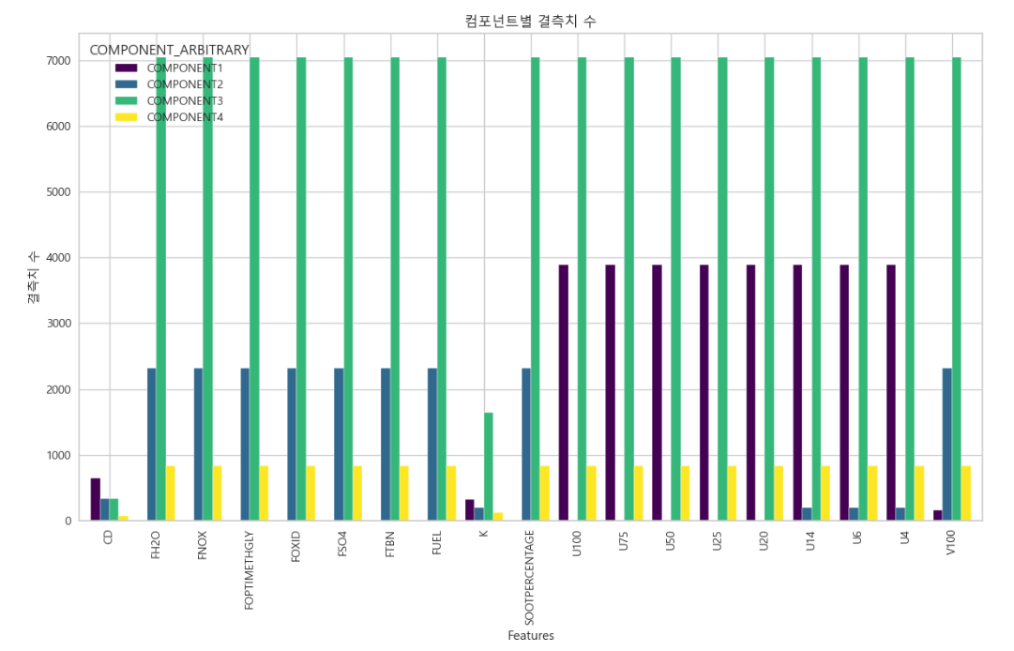 컴포넌트별 결측치 수
COMPONENT_ARBITRARY
COMPONENT1
COMPONENT2
COMPONENT3
COMPONENT4
결측치 수
7000
6000
5000
4000
3000
2000
1000
0
CD
FH2O
FNOX
FOPTIMETHGLY
FOXID
FSO4
FTBN
FUEL
K
SOOTPERCENTAGE
U100
U75
U50
U25
U20
U14
U6
U4
V100
Features